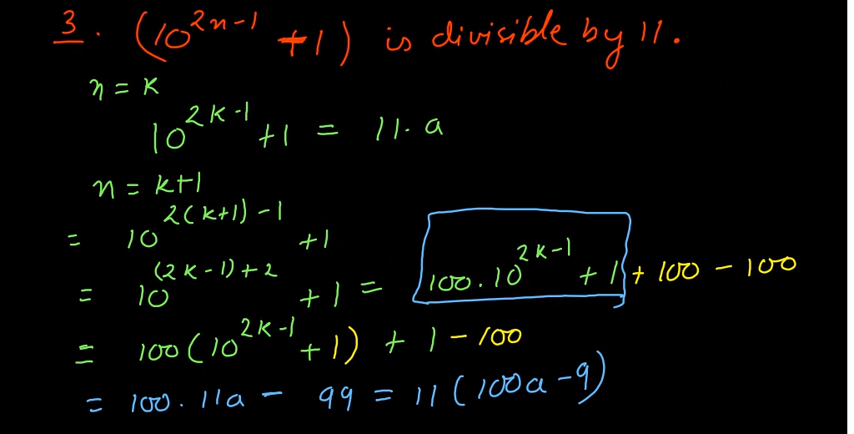 3. (10^{2n-1} + 1) is divisible by 11.
n = k
10^{2k-1} + 1 = 11. a
n = k+1
= 10^{2(k+1)-1} + 1
= 10^{(2k-1)+2} + 1 = 100.10^{2k-1} + 1 + 100 - 100
= 100(10^{2k-1} + 1) + 1 - 100
= 100. 11a - 99 = 11(100a - 9)